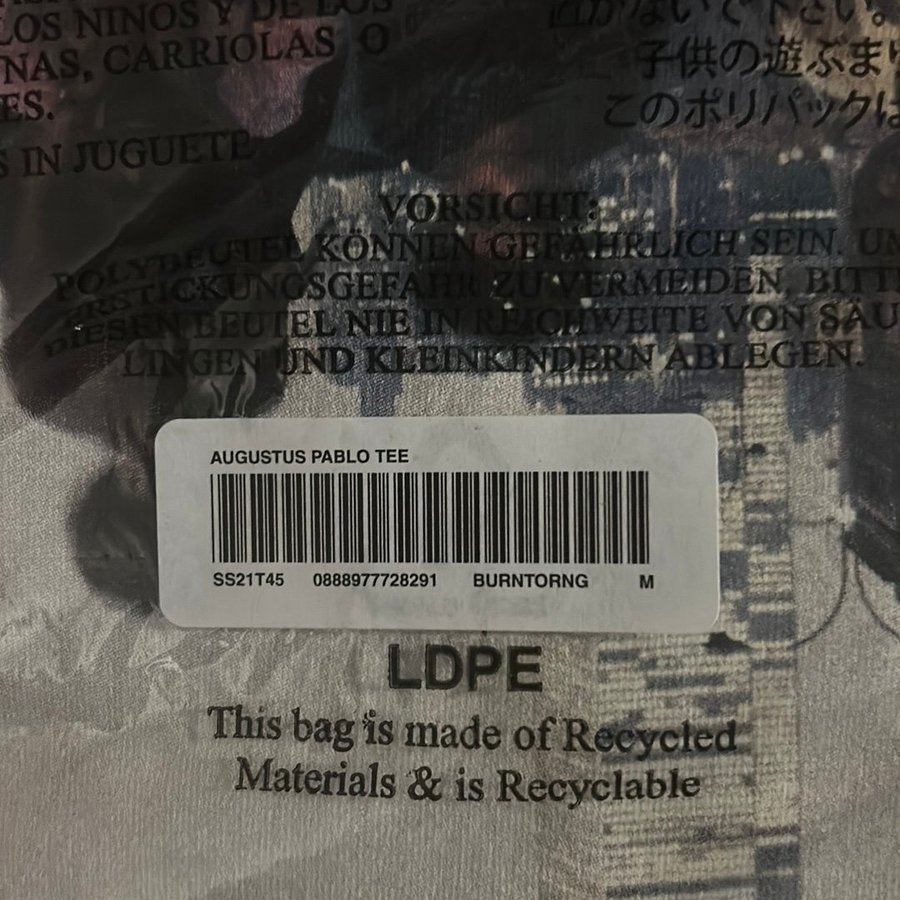 LOS NINOS Y DE LOS
NAS, CARRIOLAS O
ES.
S IN JUGUETE
子供の遊ぶま
このポリパックは
VORSICHT:
POLYBEUTEL KÖNNEN GEFÄHRLICH SEIN. UM
ERSTICKUNGSGEFAHR ZU VERMEIDEN, BITTE
DIESEN BEUTEL NIE IN REICHWEITE VON SÄU
LINGEN UND KLEINKINDERN ABLEGEN.
AUGUSTUS PABLO TEE
SS21T45 0888977728291 BURNTORNG M
LDPE
This bag is made of Recycled
Materials & is Recyclable